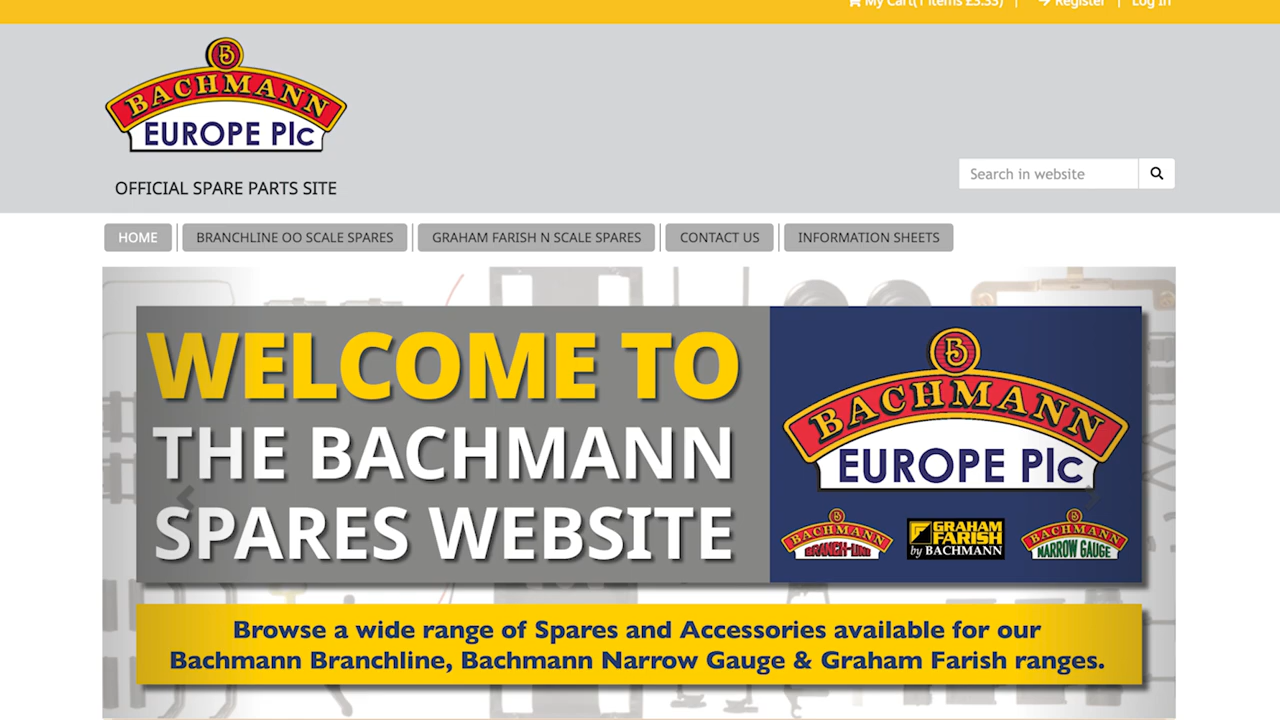 My Cart(1 items £3.33) | Register | Log In
B
BACHMANN
EUROPE Plc
OFFICIAL SPARE PARTS SITE
Search in website
HOME
BRANCHLINE OO SCALE SPARES
GRAHAM FARISH N SCALE SPARES
CONTACT US
INFORMATION SHEETS
WELCOME TO
THE BACHMANN
SPARES WEBSITE
B
BACHMANN
EUROPE Plc
BACHMANN
BRANCH-LINE
GRAHAM
FARISH
by BACHMANN
BACHMANN
NARROW GAUGE
Browse a wide range of Spares and Accessories available for our
Bachmann Branchline, Bachmann Narrow Gauge & Graham Farish ranges.